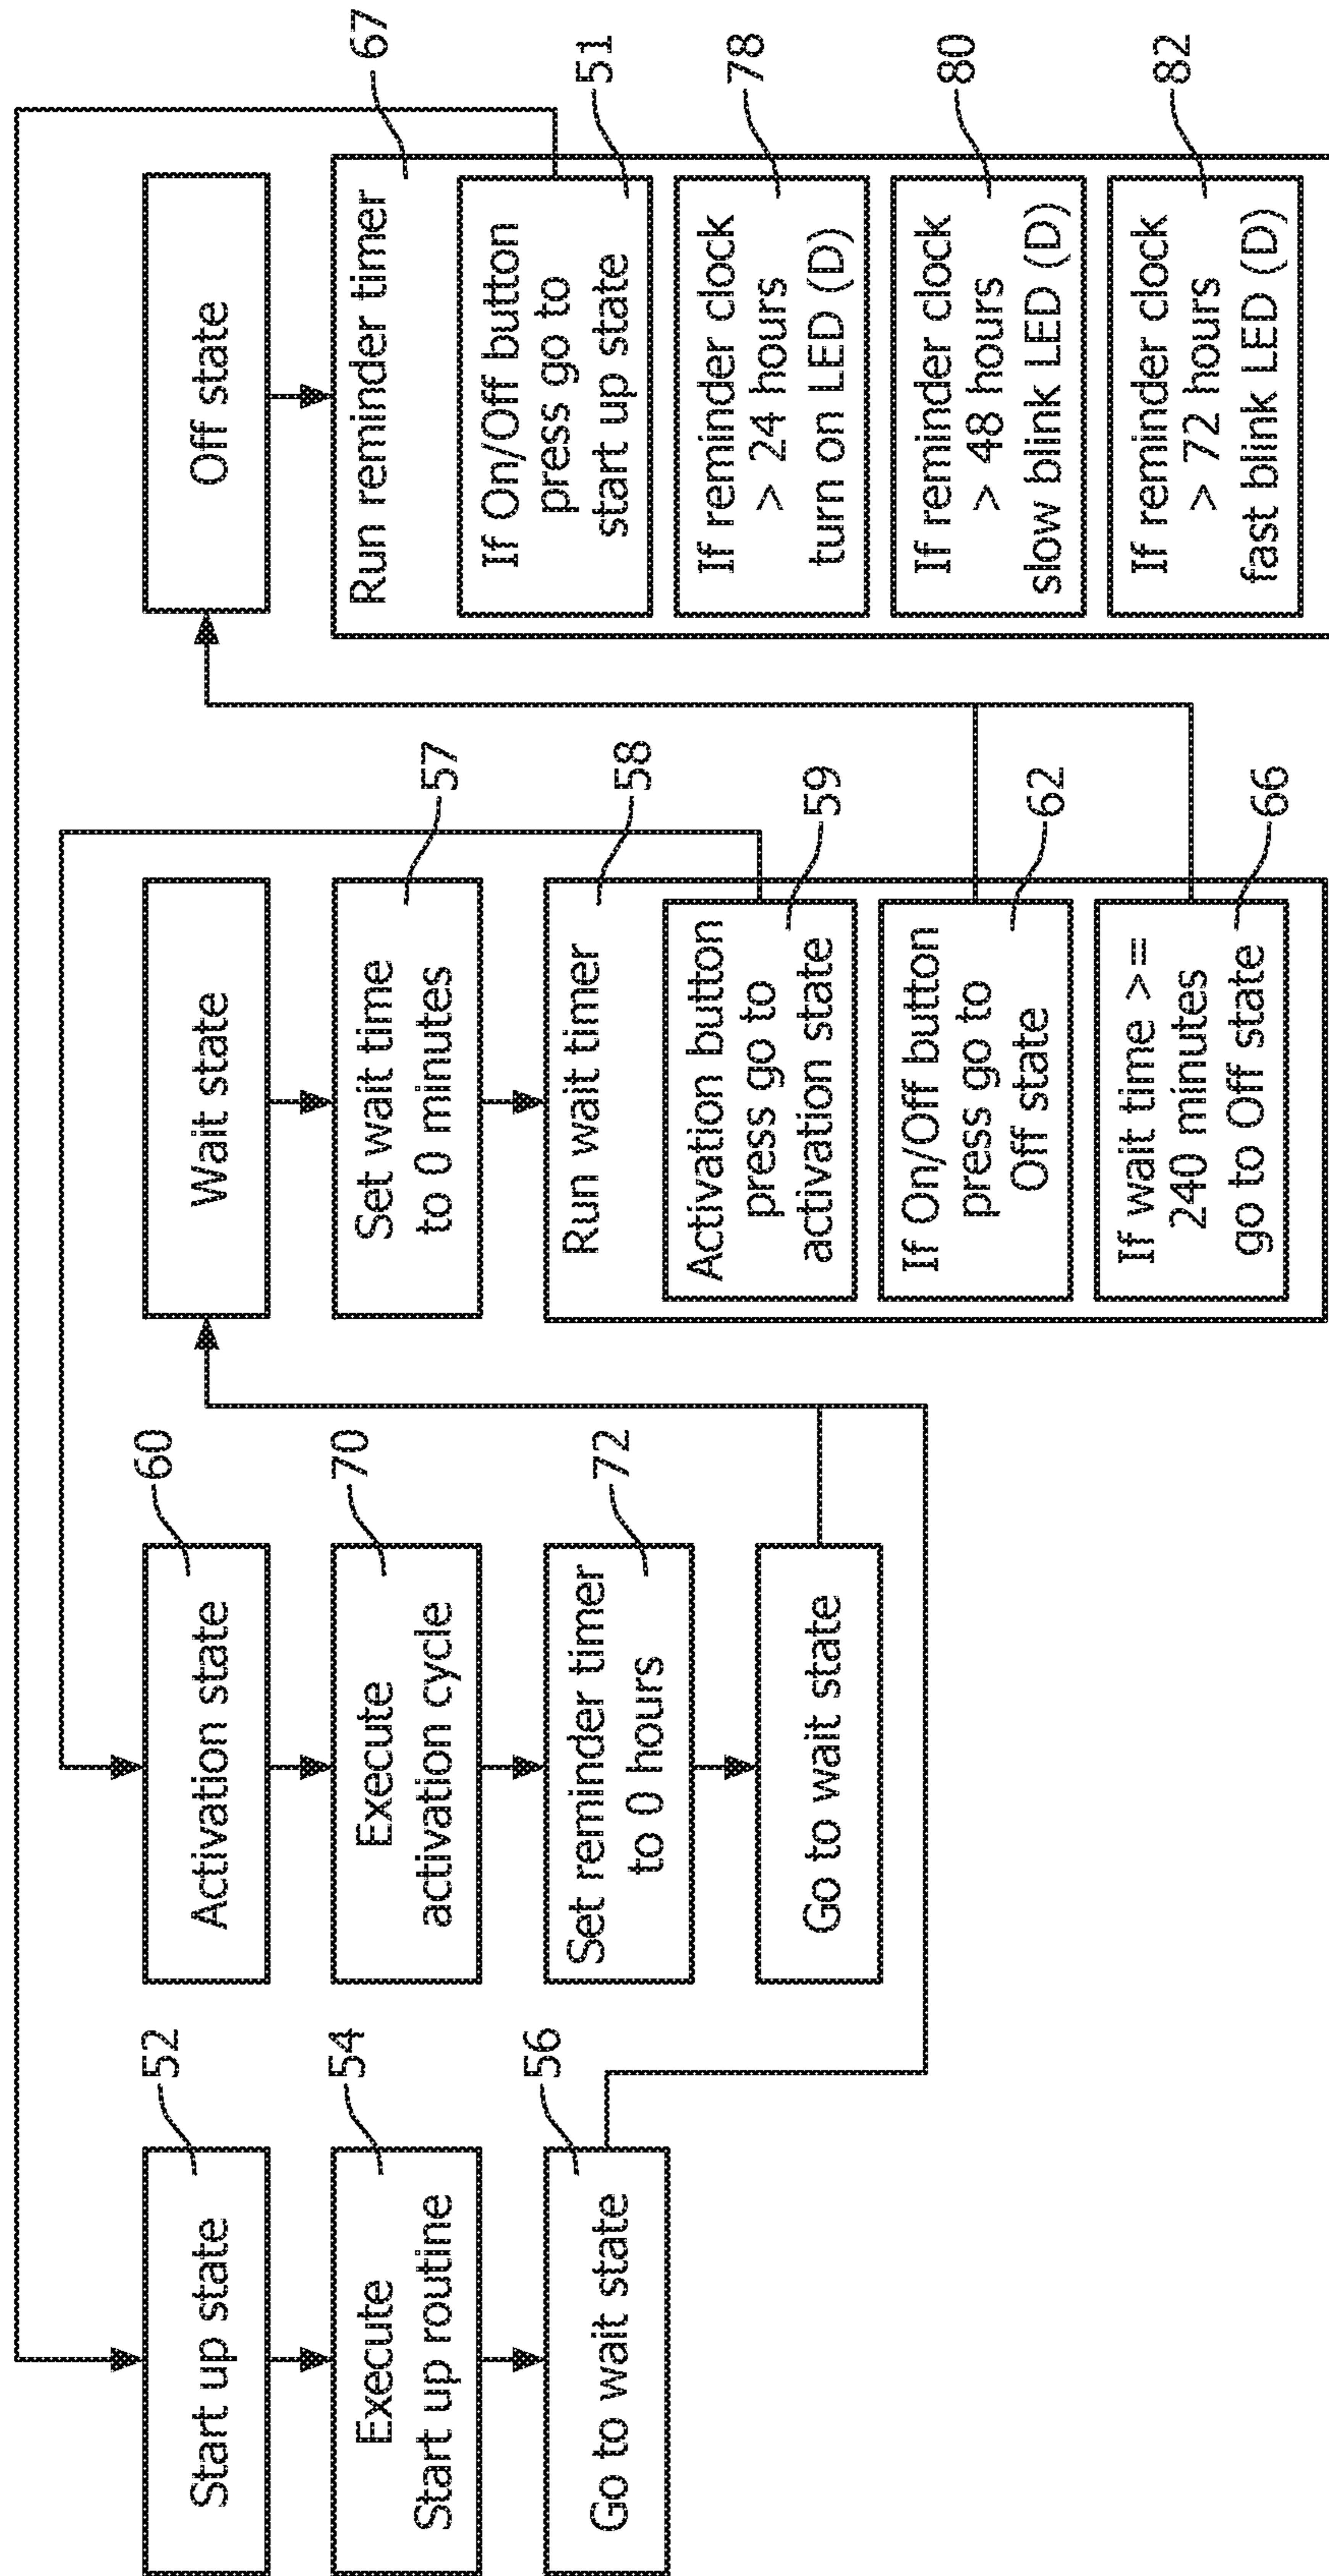 Start up state
52
Execute
Start up routine
54
Go to wait state
56
Activation state
60
Execute
activation cycle
70
Set reminder timer
to 0 hours
72
Go to wait state
Wait state
Set wait time
to 0 minutes
57
Run wait timer
58
Activation button
press go to
activation state
59
If On/Off button
press go to
Off state
62
If wait time >=
240 minutes
go to Off state
66
Off state
Run reminder timer
67
If On/Off button
press go to
start up state
51
If reminder clock
> 24 hours
turn on LED (D)
78
If reminder clock
> 48 hours
slow blink LED (D)
80
If reminder clock
> 72 hours
fast blink LED (D)
82